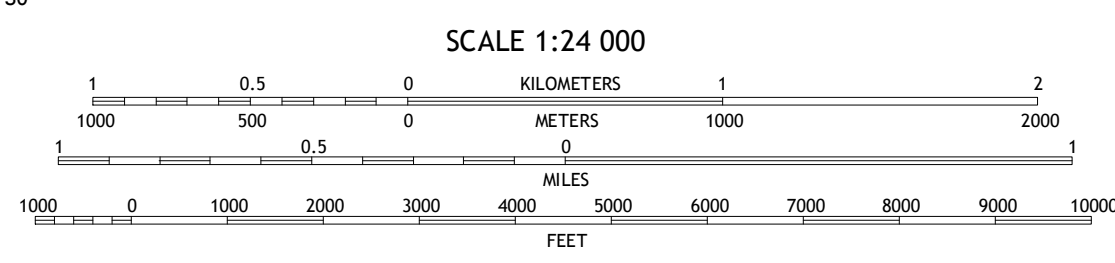 SCALE 1:24 000
1 0.5 0 KILOMETERS 1 2
1000 500 0 METERS 1000 2000
1 0.5 0 1
MILES
1000 0 1000 2000 3000 4000 5000 6000 7000 8000 9000 10000
FEET